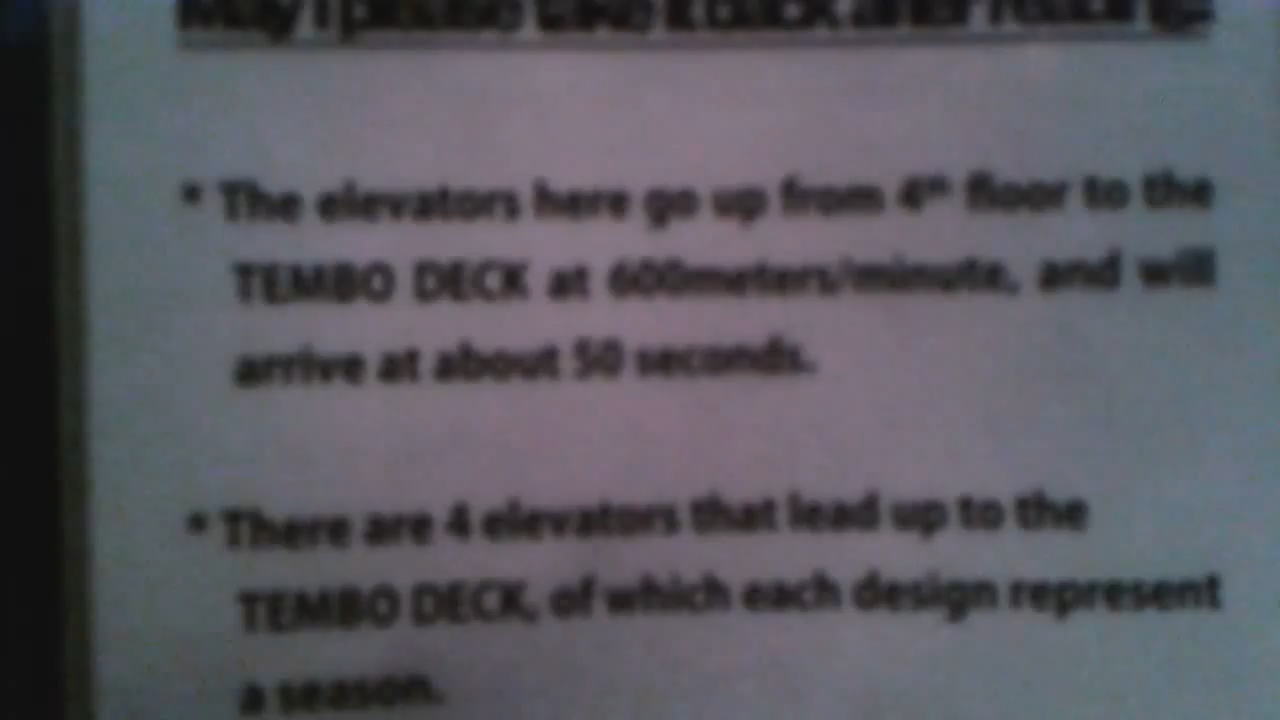 * The elevators here go up from 4th floor to the
TEMBO DECK at 600meters/minute, and will
arrive at about 50 seconds.
* There are 4 elevators that lead up to the
TEMBO DECK, of which each design represent
a season.